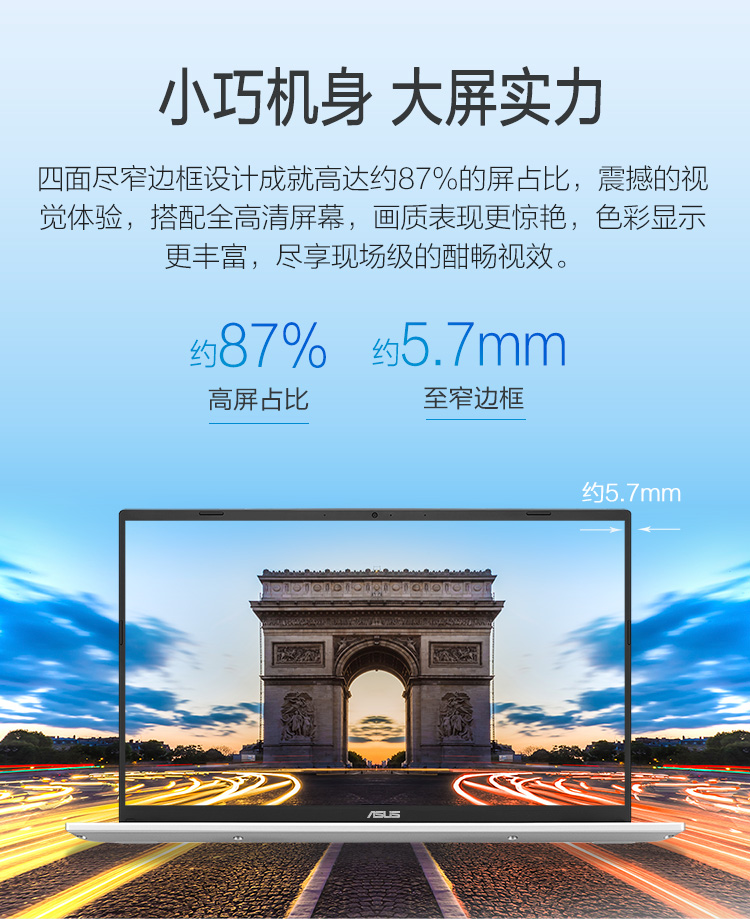 小巧机身 大屏实力
四面尽窄边框设计成就高达约87%的屏占比，震撼的视
觉体验，搭配全高清屏幕，画质表现更惊艳，色彩显示
更丰富，尽享现场级的酣畅视效。
约87% 约5.7mm
高屏占比 至窄边框
约5.7mm
ASUS